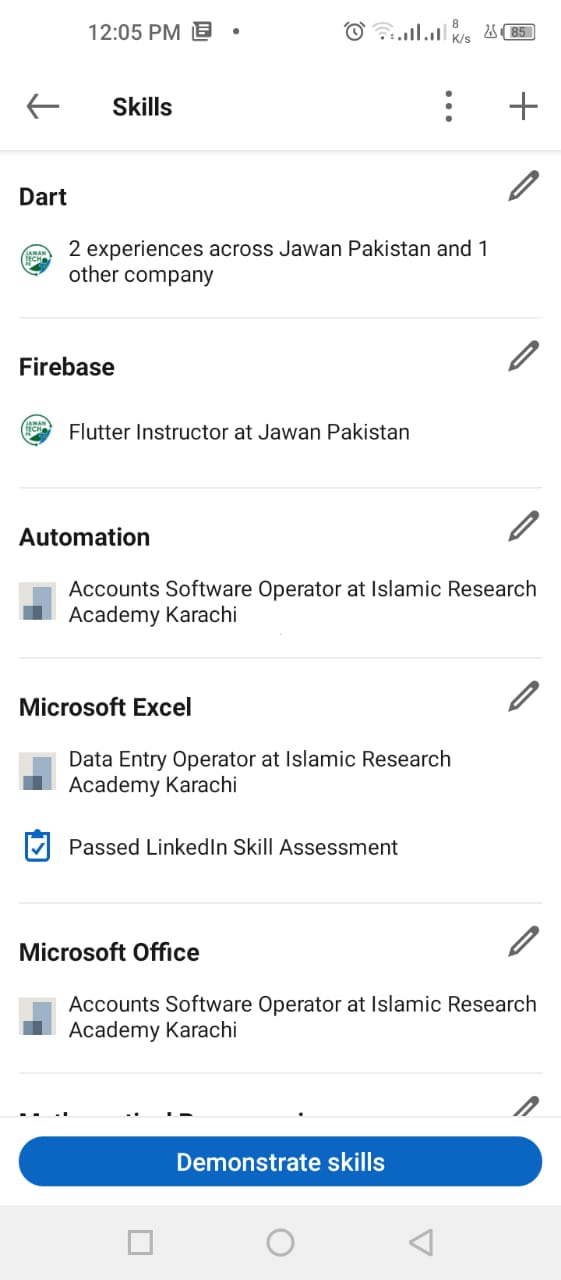 12:05 PM
8
K/s
85
Skills
Dart
2 experiences across Jawan Pakistan and 1
other company
Firebase
Flutter Instructor at Jawan Pakistan
Automation
Accounts Software Operator at Islamic Research
Academy Karachi
Microsoft Excel
Data Entry Operator at Islamic Research
Academy Karachi
Passed LinkedIn Skill Assessment
Microsoft Office
Accounts Software Operator at Islamic Research
Academy Karachi
Demonstrate skills